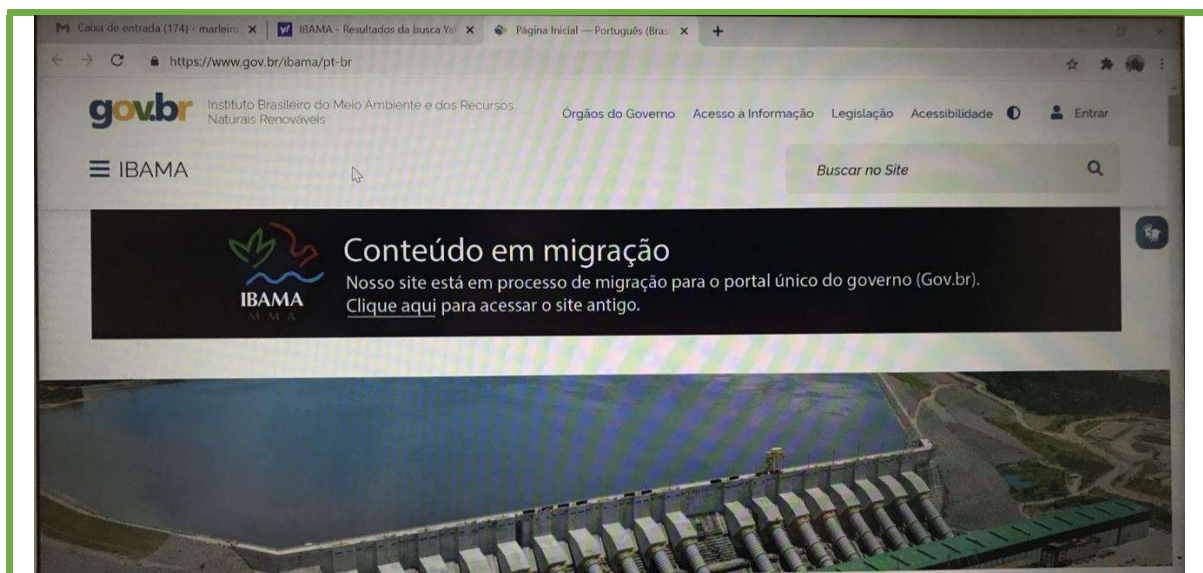 Caixa de entrada (174) - marleiro
IBAMA - Resultados da busca Ya
Página Inicial — Português (Bras
https://www.gov.br/ibama/pt-br
gov.br
Instituto Brasileiro do Meio Ambiente e dos Recursos
Naturais Renováveis
Órgãos do Governo
Acesso à Informação
Legislação
Acessibilidade
Entrar
IBAMA
Buscar no Site
Conteúdo em migração
Nosso site está em processo de migração para o portal único do governo (Gov.br).
Clique aqui para acessar o site antigo.
IBAMA
M M A